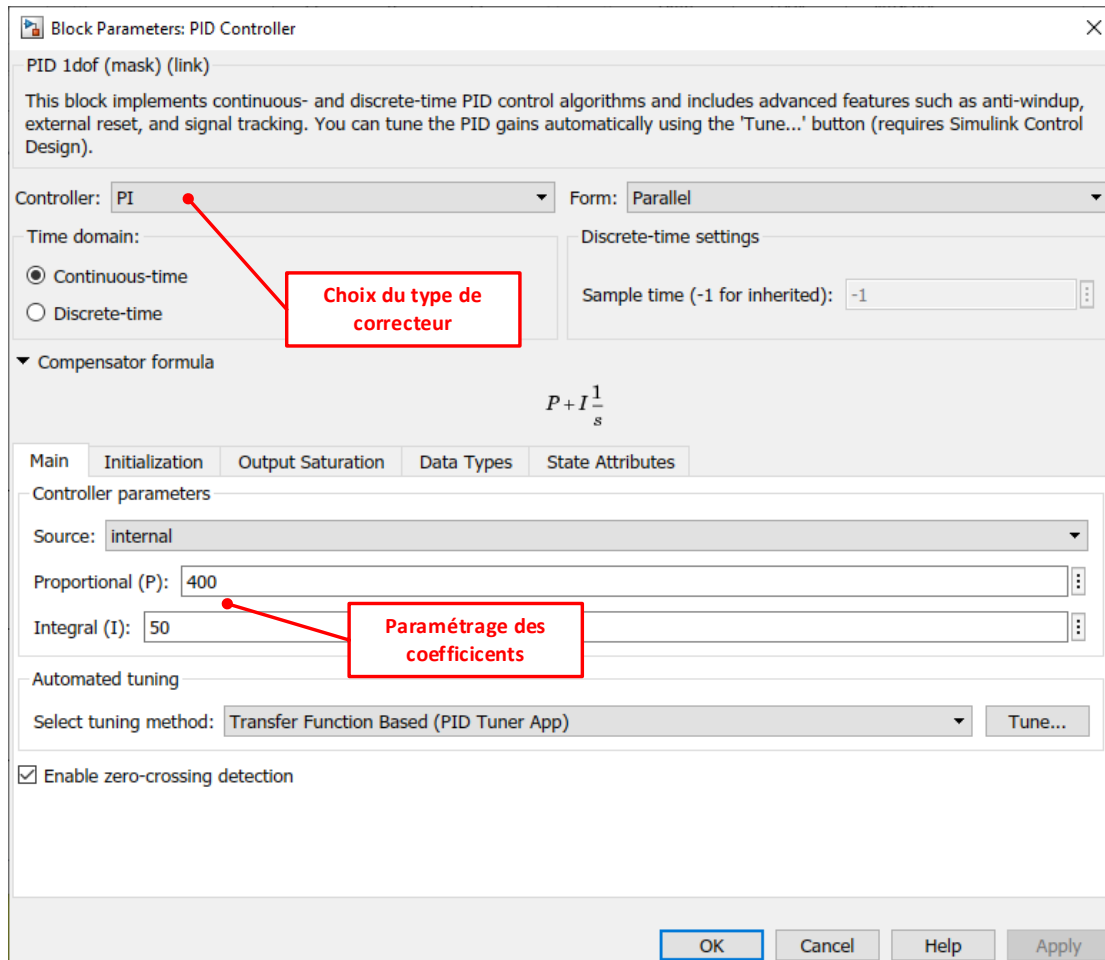 Block Parameters: PID Controller
PID 1dof (mask) (link)
This block implements continuous- and discrete-time PID control algorithms and includes advanced features such as anti-windup,
external reset, and signal tracking. You can tune the PID gains automatically using the 'Tune...' button (requires Simulink Control
Design).
Controller: PI Form: Parallel
Time domain: Discrete-time settings
Continuous-time
Discrete-time
Sample time (-1 for inherited): -1
Choix du type de
correcteur
Compensator formula
P + I 1/s
Main Initialization Output Saturation Data Types State Attributes
Controller parameters
Source: internal
Proportional (P): 400
Integral (I): 50
Paramétrage des
coefficicents
Automated tuning
Select tuning method: Transfer Function Based (PID Tuner App) Tune...
Enable zero-crossing detection
OK Cancel Help Apply